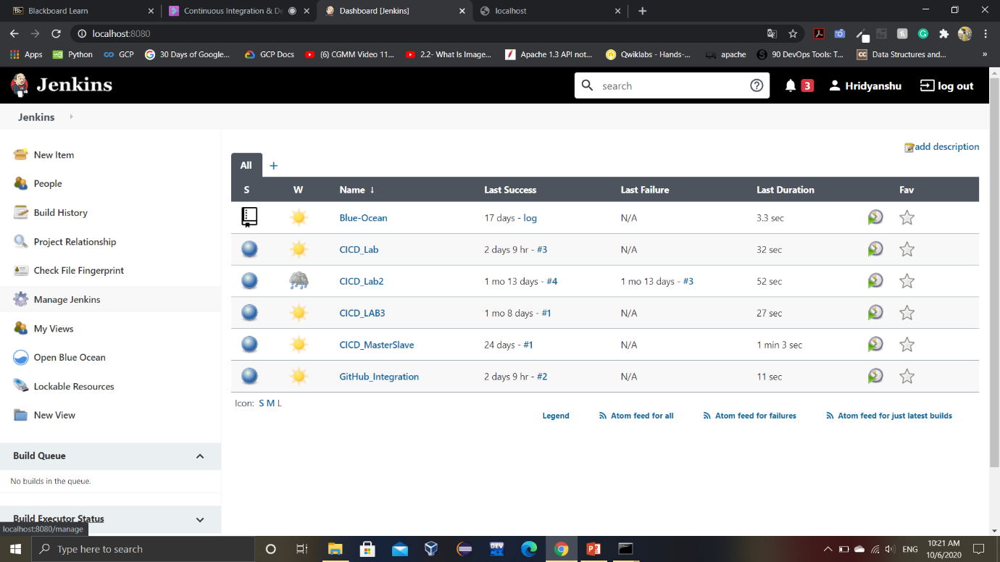 Blackboard Learn
Continuous Integration & De
Dashboard [Jenkins]
localhost
localhost:8080
Apps
Python
GCP
30 Days of Google...
GCP Docs
(6) CGMM Video 11...
2.2- What Is Image...
Apache 1.3 API not...
Qwiklabs - Hands-...
apache
90 DevOps Tools: T...
Data Structures and...
»
Jenkins
search
3
Hridyanshu
log out
Jenkins
New Item
People
Build History
Project Relationship
Check File Fingerprint
Manage Jenkins
My Views
Open Blue Ocean
Lockable Resources
New View
Build Queue
No builds in the queue.
Build Executor Status
localhost:8080/manage
add description
All +
S W Name ↓ Last Success Last Failure Last Duration Fav
Blue-Ocean 17 days - log N/A 3.3 sec
CICD_Lab 2 days 9 hr - #3 N/A 32 sec
CICD_Lab2 1 mo 13 days - #4 1 mo 13 days - #3 52 sec
CICD_LAB3 1 mo 8 days - #1 N/A 27 sec
CICD_MasterSlave 24 days - #1 N/A 1 min 3 sec
GitHub_Integration 2 days 9 hr - #2 N/A 11 sec
Icon: S M L
Legend Atom feed for all Atom feed for failures Atom feed for just latest builds
Type here to search
DEV
ENG
10:21 AM
10/6/2020